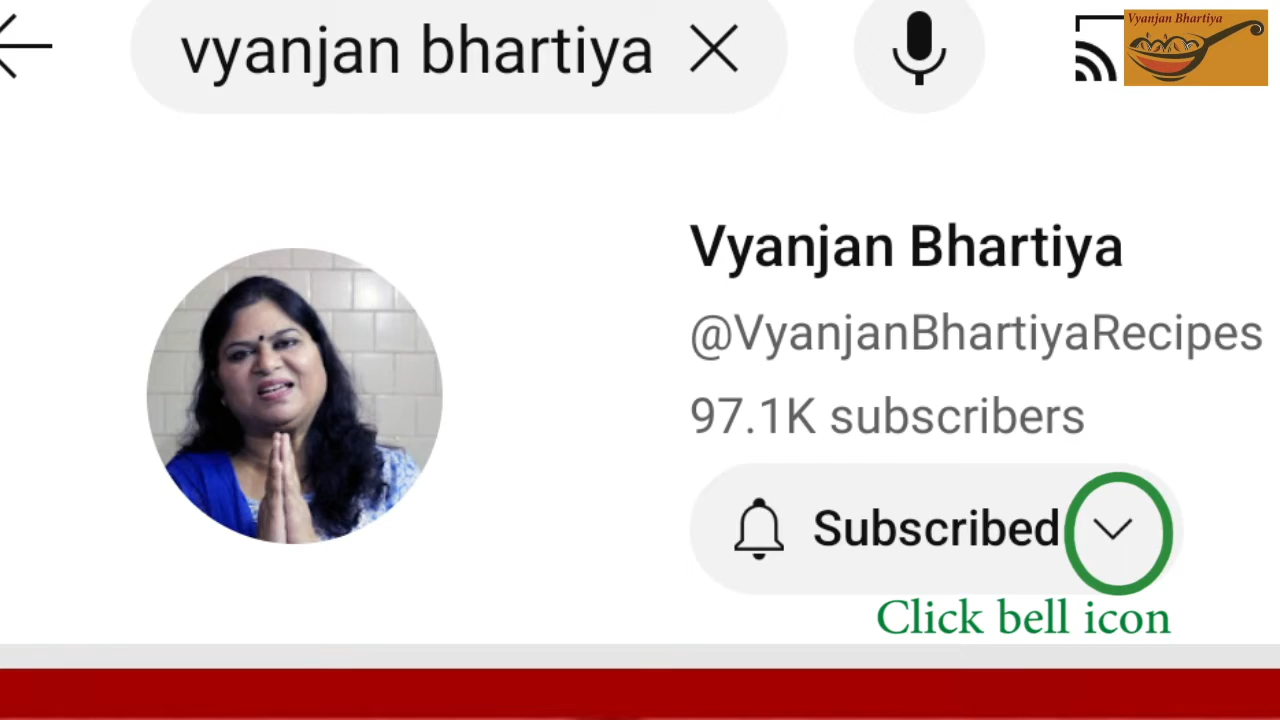 vyanjan bhartiya
Vyanjan Bhartiya
Vyanjan Bhartiya
@VyanjanBhartiyaRecipes
97.1K subscribers
Subscribed
Click bell icon